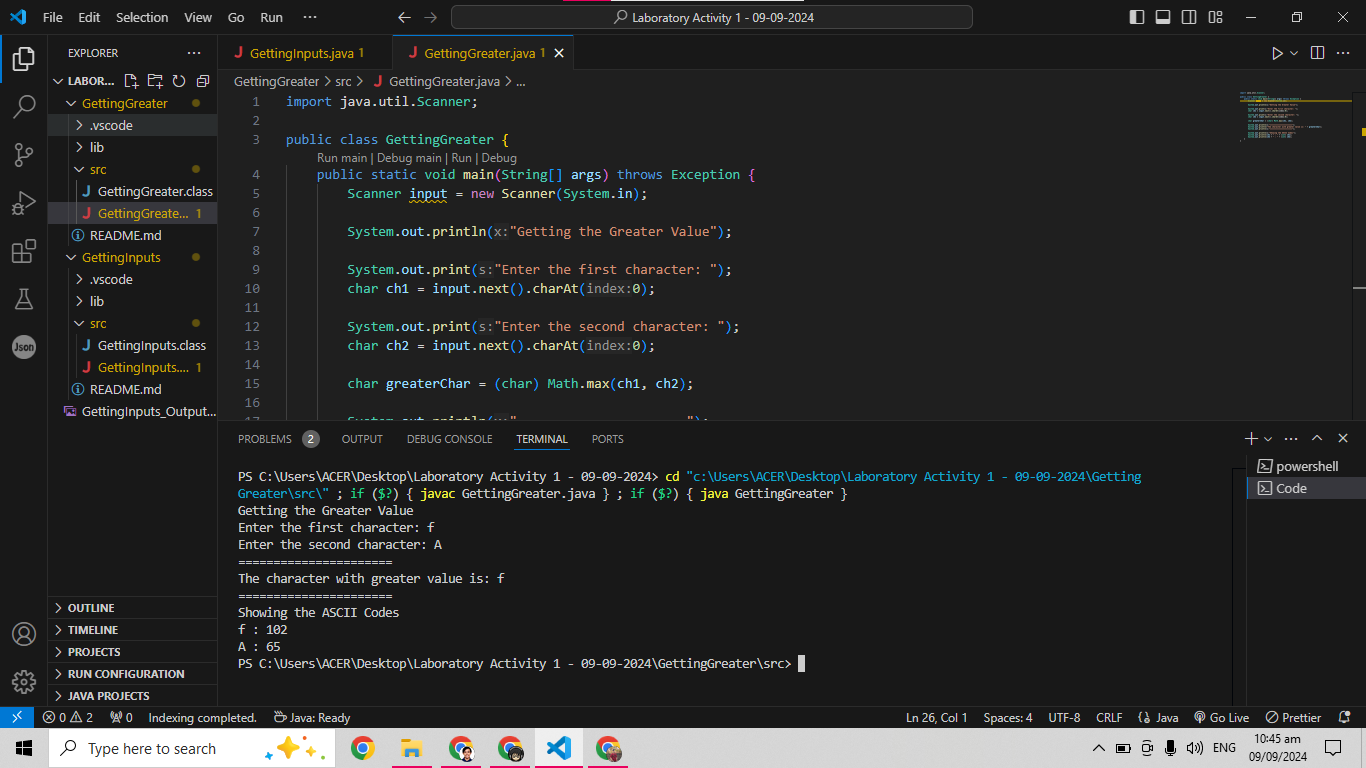 File Edit Selection View Go Run ··· Laboratory Activity 1 - 09-09-2024
EXPLORER ···
LABOR...
GettingGreater
.vscode
lib
src
GettingGreater.class
GettingGreate... 1
README.md
GettingInputs
.vscode
lib
src
GettingInputs.class
GettingInputs.... 1
README.md
GettingInputs_Output...
OUTLINE
TIMELINE
PROJECTS
RUN CONFIGURATION
JAVA PROJECTS
Json
GettingInputs.java 1 GettingGreater.java 1
GettingGreater > src > GettingGreater.java > ...
1 import java.util.Scanner;
2
3 public class GettingGreater {
Run main | Debug main | Run | Debug
4 public static void main(String[] args) throws Exception {
5 Scanner input = new Scanner(System.in);
6
7 System.out.println(x:"Getting the Greater Value");
8
9 System.out.print(s:"Enter the first character: ");
10 char ch1 = input.next().charAt(index:0);
11
12 System.out.print(s:"Enter the second character: ");
13 char ch2 = input.next().charAt(index:0);
14
15 char greaterChar = (char) Math.max(ch1, ch2);
16
PROBLEMS 2 OUTPUT DEBUG CONSOLE TERMINAL PORTS
PS C:\Users\ACER\Desktop\Laboratory Activity 1 - 09-09-2024> cd "c:\Users\ACER\Desktop\Laboratory Activity 1 - 09-09-2024\Getting
Greater\src\" ; if ($?) { javac GettingGreater.java } ; if ($?) { java GettingGreater }
Getting the Greater Value
Enter the first character: f
Enter the second character: A
======================
The character with greater value is: f
======================
Showing the ASCII Codes
f : 102
A : 65
PS C:\Users\ACER\Desktop\Laboratory Activity 1 - 09-09-2024\GettingGreater\src>
powershell
Code
0 2 0 Indexing completed. Java: Ready Ln 26, Col 1 Spaces: 4 UTF-8 CRLF {} Java Go Live Prettier
Type here to search ENG 10:45 am
09/09/2024